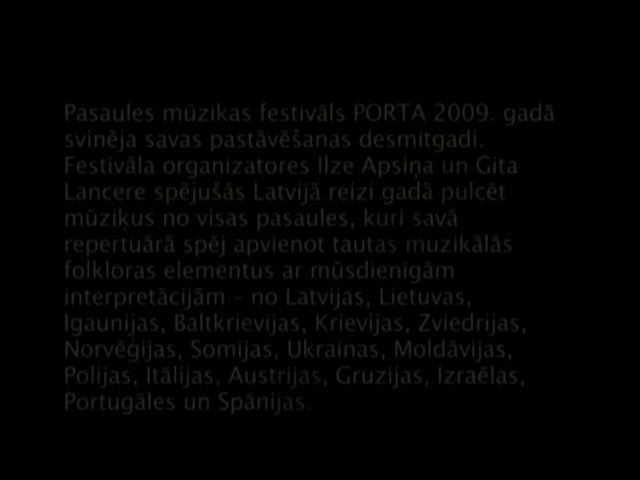 Pasaules mūzikas festivāls PORTA 2009. gadā
svinēja savas pastāvēšanas desmitgadi.
Festivāla organizatores Ilze Apsiņa un Gita
Lancere spējušās Latvijā reizi gadā pulcēt
mūziķus no visas pasaules, kuri savā
repertuārā spēj apvienot tautas muzikālās
folkloras elementus ar mūsdienīgām
interpretācijām – no Latvijas, Lietuvas,
Igaunijas, Baltkrievijas, Krievijas, Zviedrijas,
Norvēģijas, Somijas, Ukrainas, Moldāvijas,
Polijas, Itālijas, Austrijas, Gruzijas, Izraēlas,
Portugāles un Spānijas.